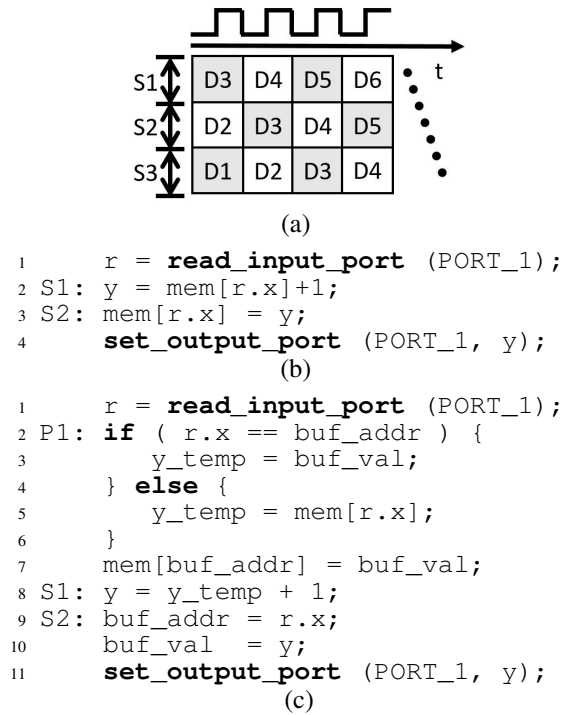 t
S1 D3 D4 D5 D6
S2 D2 D3 D4 D5
S3 D1 D2 D3 D4
(a)
1 r = read_input_port (PORT_1);
2 S1: y = mem[r.x]+1;
3 S2: mem[r.x] = y;
4 set_output_port (PORT_1, y);
(b)
1 r = read_input_port (PORT_1);
2 P1: if ( r.x == buf_addr ) {
3 y_temp = buf_val;
4 } else {
5 y_temp = mem[r.x];
6 }
7 mem[buf_addr] = buf_val;
8 S1: y = y_temp + 1;
9 S2: buf_addr = r.x;
10 buf_val = y;
11 set_output_port (PORT_1, y);
(c)